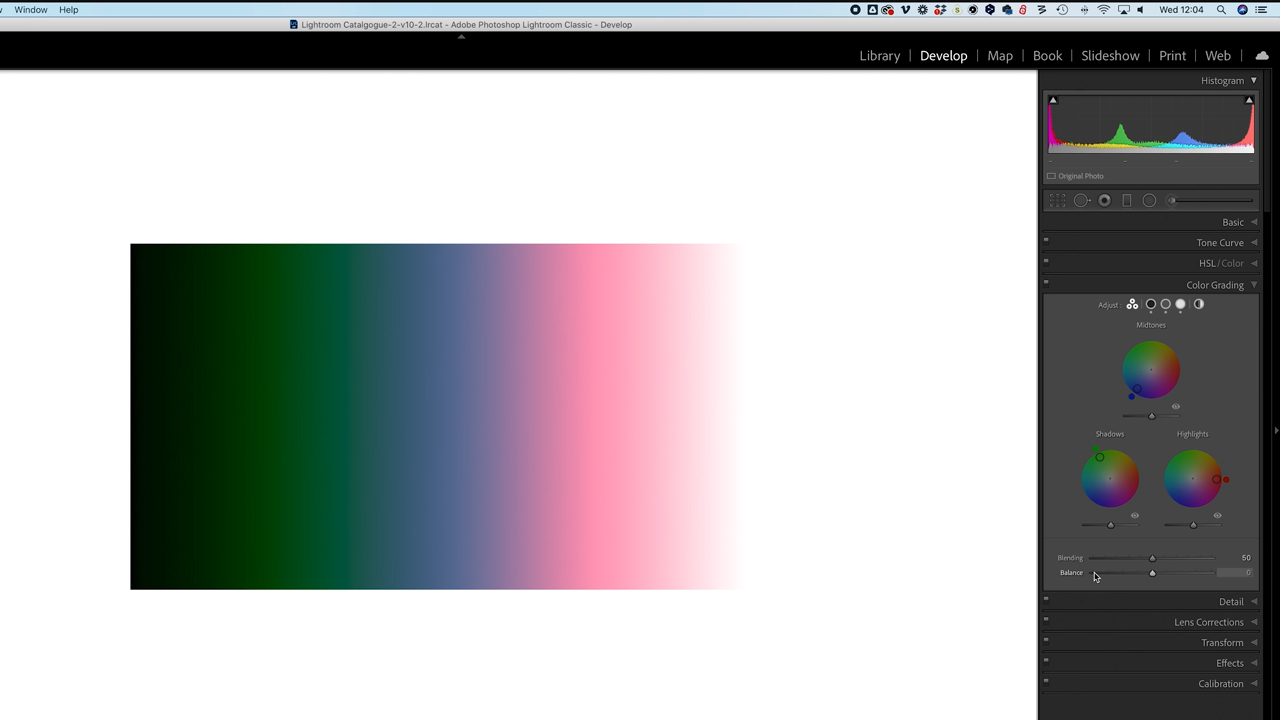 Window Help
Wed 12:04
Lightroom Catalgogue-2-v10-2.lrcat - Adobe Photoshop Lightroom Classic - Develop
Library | Develop | Map | Book | Slideshow | Print | Web
Histogram
Original Photo
Basic
Tone Curve
HSL / Color
Color Grading
Adjust :
Midtones
Shadows
Highlights
Blending 50
Balance 0
Detail
Lens Corrections
Transform
Effects
Calibration